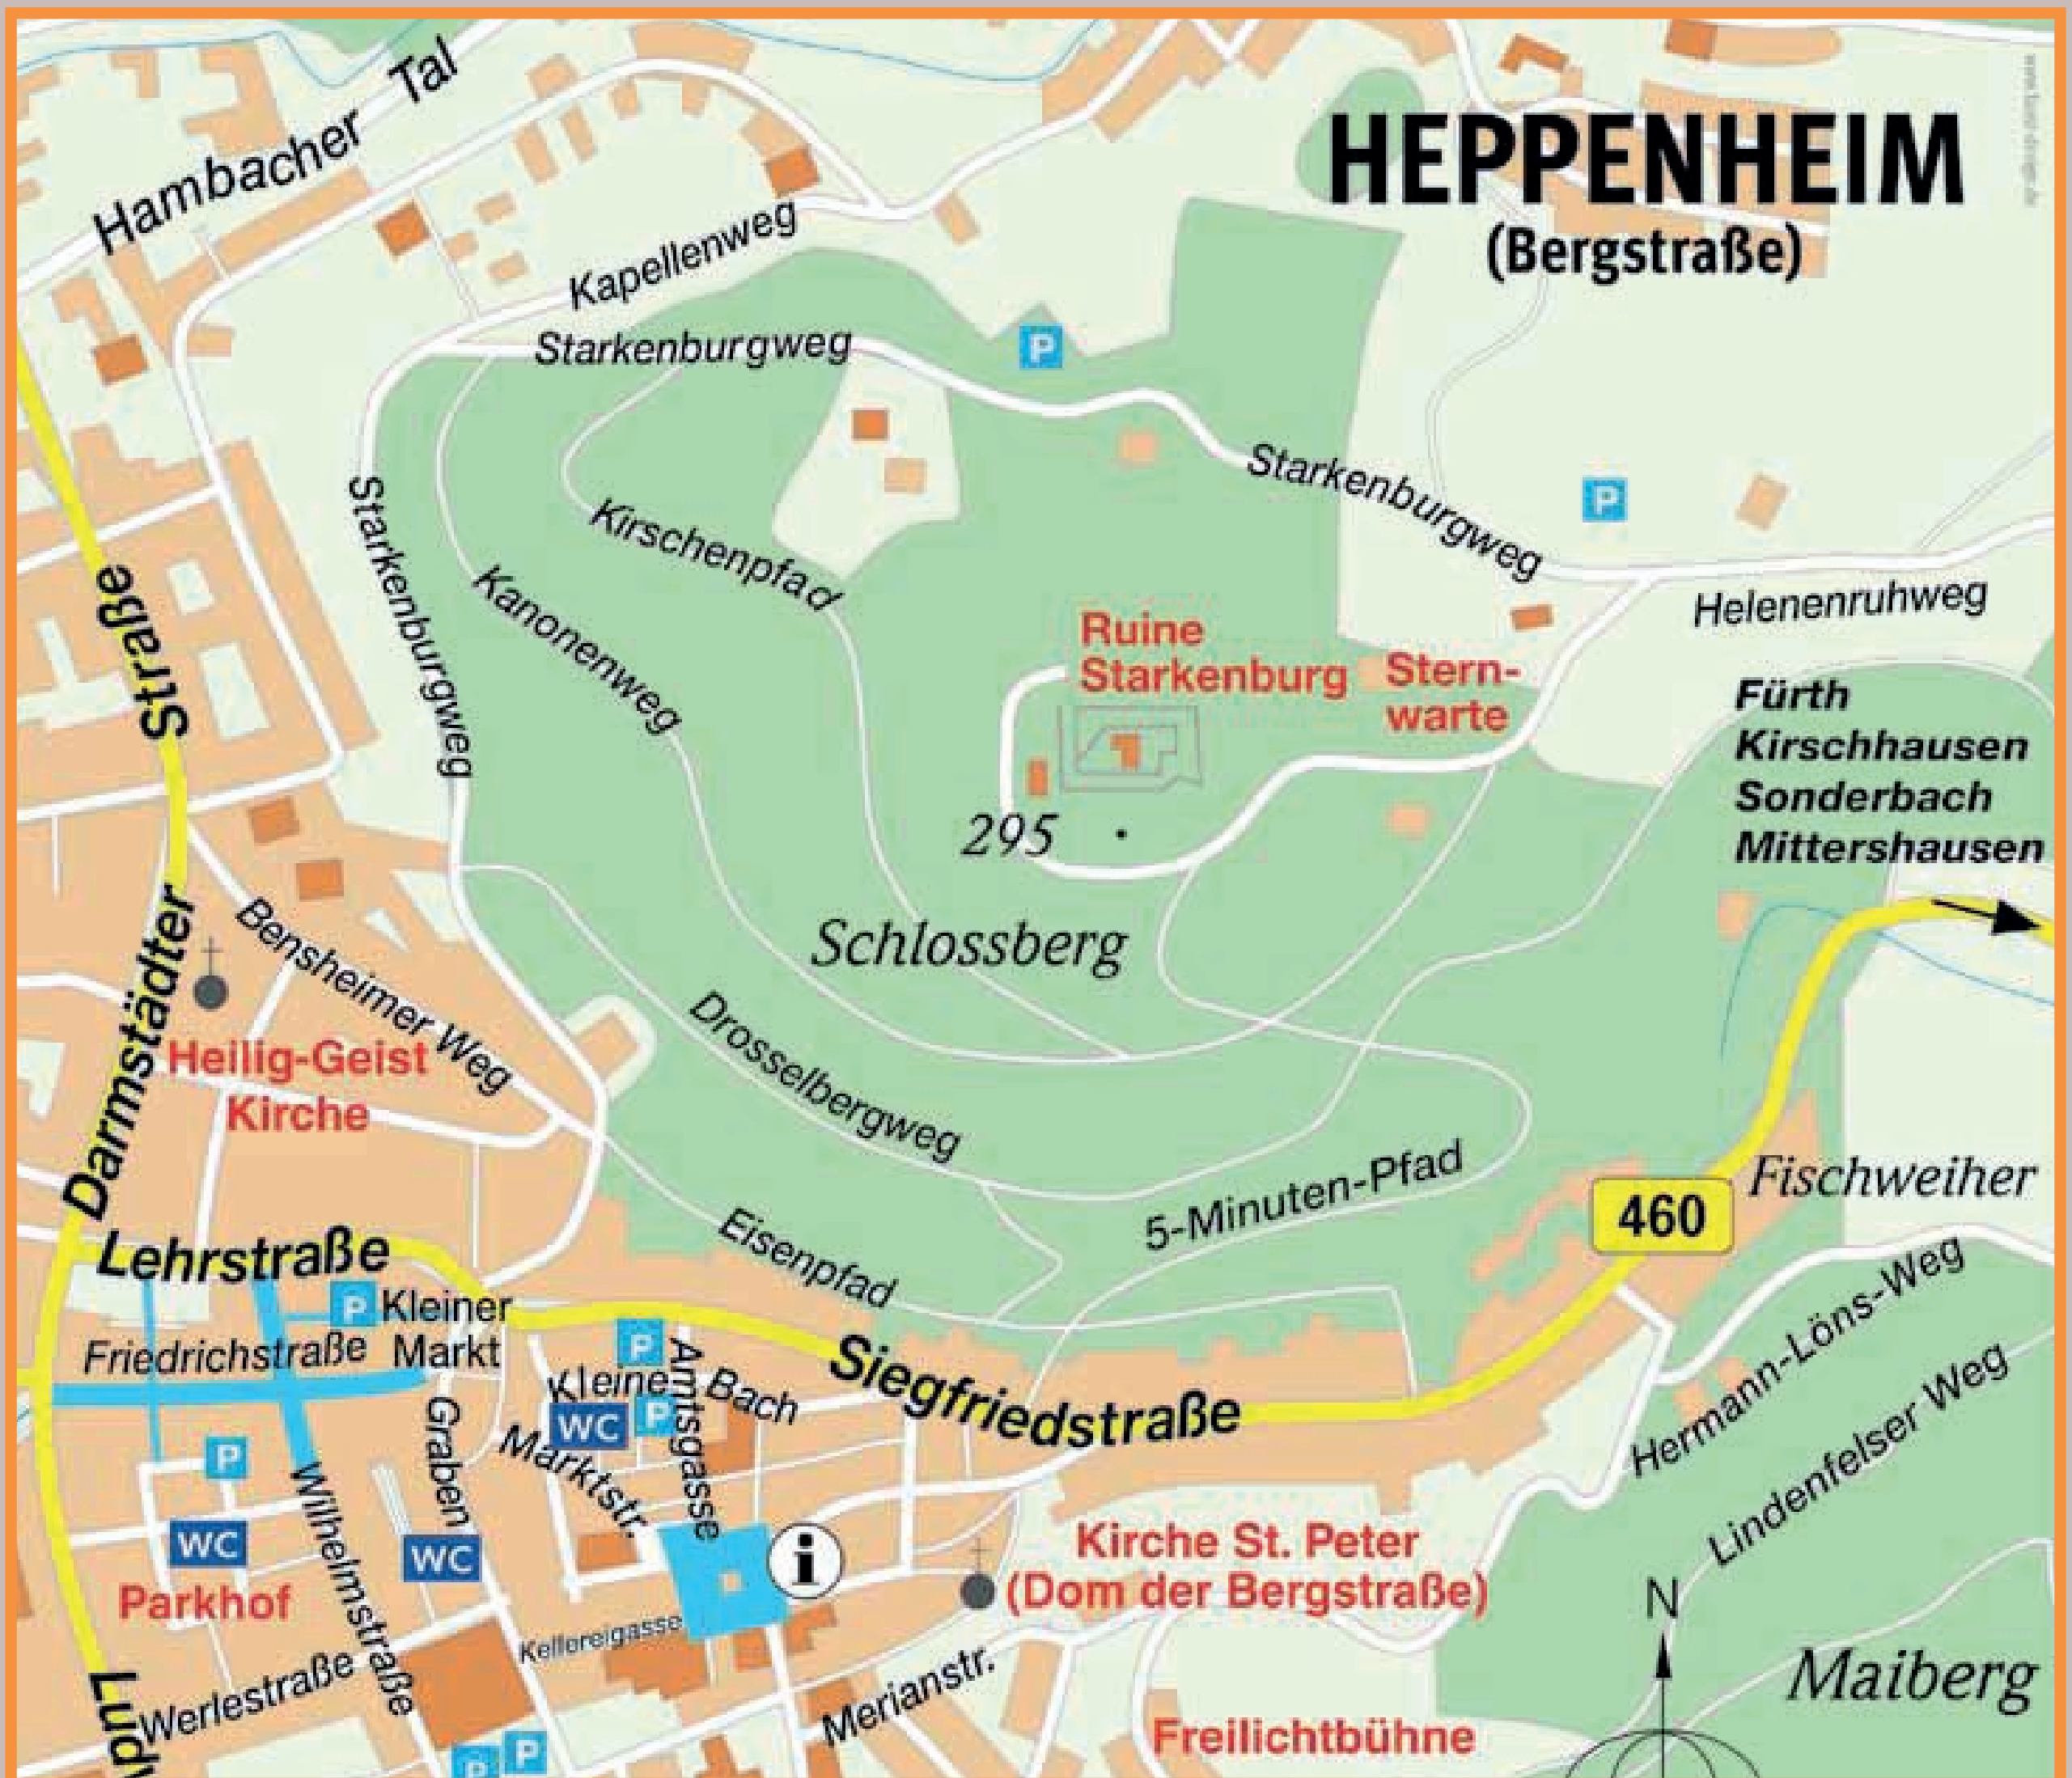 Hambacher Tal
HEPPENHEIM
(Bergstraße)
Kapellenweg
Starkenburgweg
P
Starkenburgweg
P
Starkenburgweg
Kirschenpfad
Kanonenweg
Straße
Helenenruhweg
Ruine
Starkenburg
Stern-
warte
Fürth
Kirschhausen
Sonderbach
Mittershausen
295
Schlossberg
Darmstädter
Bensheimer Weg
Heilig-Geist
Kirche
Drosselbergweg
5-Minuten-Pfad
460
Fischweiher
Eisenpfad
Lehrstraße
P
Kleiner
Markt
Friedrichstraße
P
Kleine Bach
Amtsgasse
WC
P
Siegfriedstraße
Hermann-Löns-Weg
Lindenfelser Weg
Graben
Marktstr.
P
WC
Wilhelmstraße
WC
i
Kirche St. Peter
(Dom der Bergstraße)
Parkhof
N
Kellereigasse
Werlestraße
Merianstr.
Maiberg
Freilichtbühne
P
P